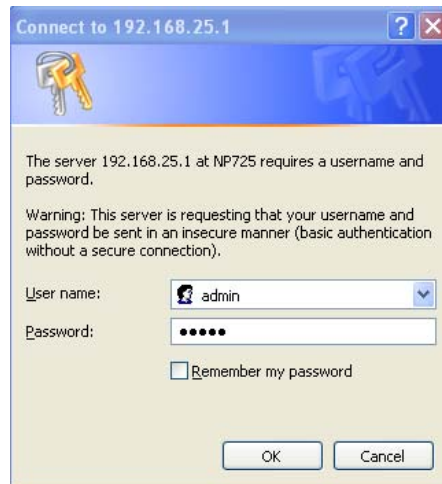 Connect to 192.168.25.1
The server 192.168.25.1 at NP725 requires a username and
password.
Warning: This server is requesting that your username and
password be sent in an insecure manner (basic authentication
without a secure connection).
User name:
admin
Password:
•••••
Remember my password
OK
Cancel